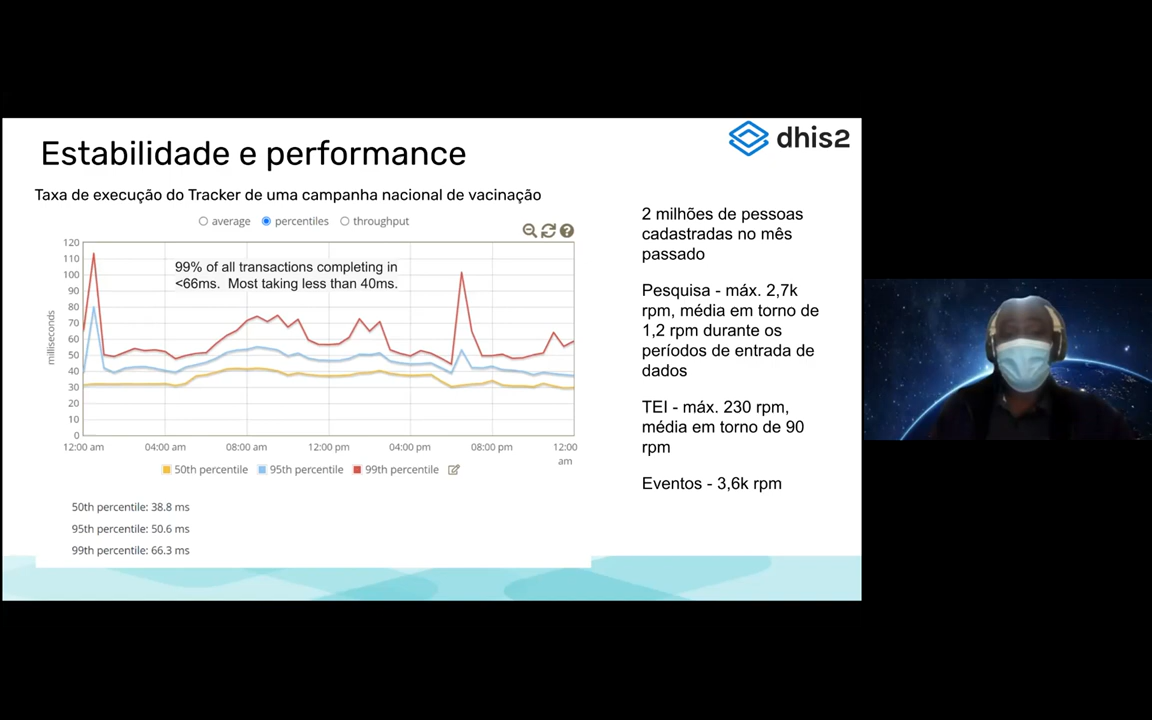 Estabilidade e performance
dhis2
Taxa de execução do Tracker de uma campanha nacional de vacinação
average percentiles throughput
120
110
100
90
80
70
60
50
40
30
20
10
0
milliseconds
99% of all transactions completing in
<66ms. Most taking less than 40ms.
12:00 am 04:00 am 08:00 am 12:00 pm 04:00 pm 08:00 pm 12:00
am
50th percentile 95th percentile 99th percentile
50th percentile: 38.8 ms
95th percentile: 50.6 ms
99th percentile: 66.3 ms
2 milhões de pessoas
cadastradas no mês
passado
Pesquisa - máx. 2,7k
rpm, média em torno de
1,2 rpm durante os
períodos de entrada de
dados
TEI - máx. 230 rpm,
média em torno de 90
rpm
Eventos - 3,6k rpm